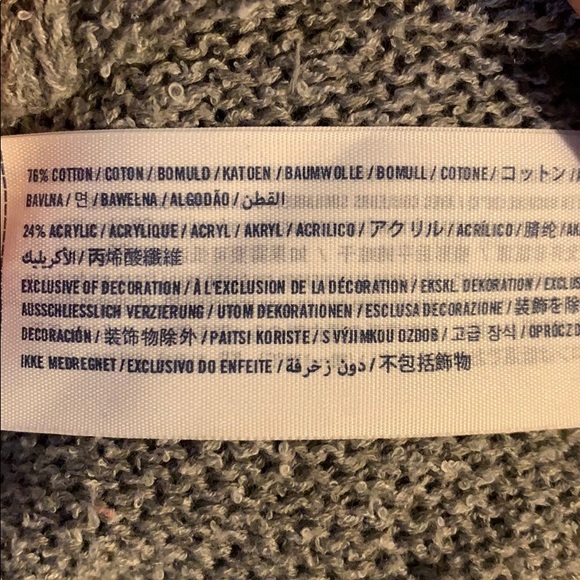 76% COTTON / COTON / BOMULD / KATOEN / BAUMWOLLE / BOMULL / COTONE / コットン /
BAVLNA / 면 / BAWEŁNA / ALGODÃO / القطن /
24% ACRYLIC / ACRYLIQUE / ACRYL / AKRYL / ACRILICO / アクリル / ACRÍLICO / 腈纶 / AK
الأكريليك / 丙烯酸纖維
EXCLUSIVE OF DECORATION / À L'EXCLUSION DE LA DÉCORATION / EKSKL. DEKORATION / EXCLUS
AUSSCHLIESSLICH VERZIERUNG / UTOM DEKORATIONEN / ESCLUSA DECORAZIONE / 装飾を除
DECORACIÓN / 装饰物除外 / PAITSI KORISTE / S VÝJIMKOU OZDOB / 고급 장식 / OPRÓCZ D
IKKE MEDREGNET / EXCLUSIVO DO ENFEITE / دون زخرفة / 不包括飾物